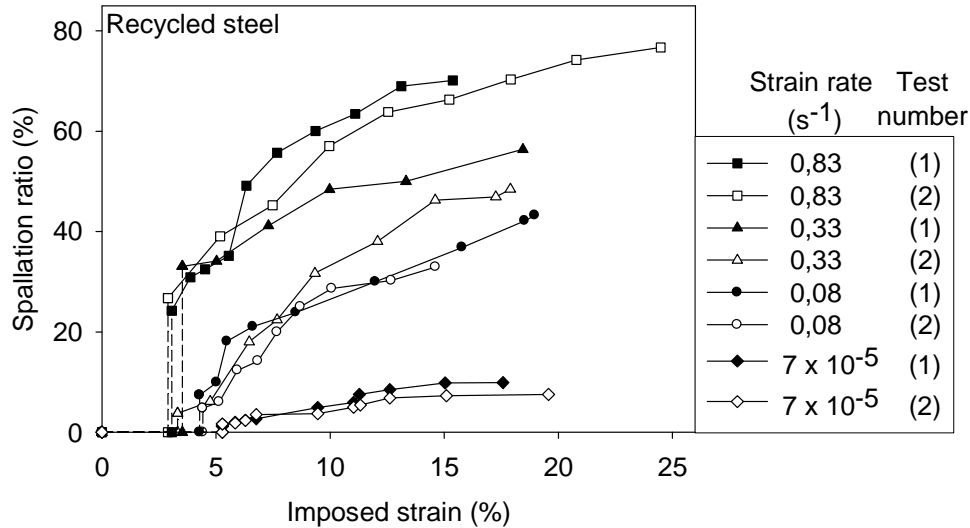 Recycled steel
80
60
40
20
0
Spallation ratio (%)
0 5 10 15 20 25
Imposed strain (%)
Strain rate Test
(s-1) number
0,83 (1)
0,83 (2)
0,33 (1)
0,33 (2)
0,08 (1)
0,08 (2)
7 x 10-5 (1)
7 x 10-5 (2)